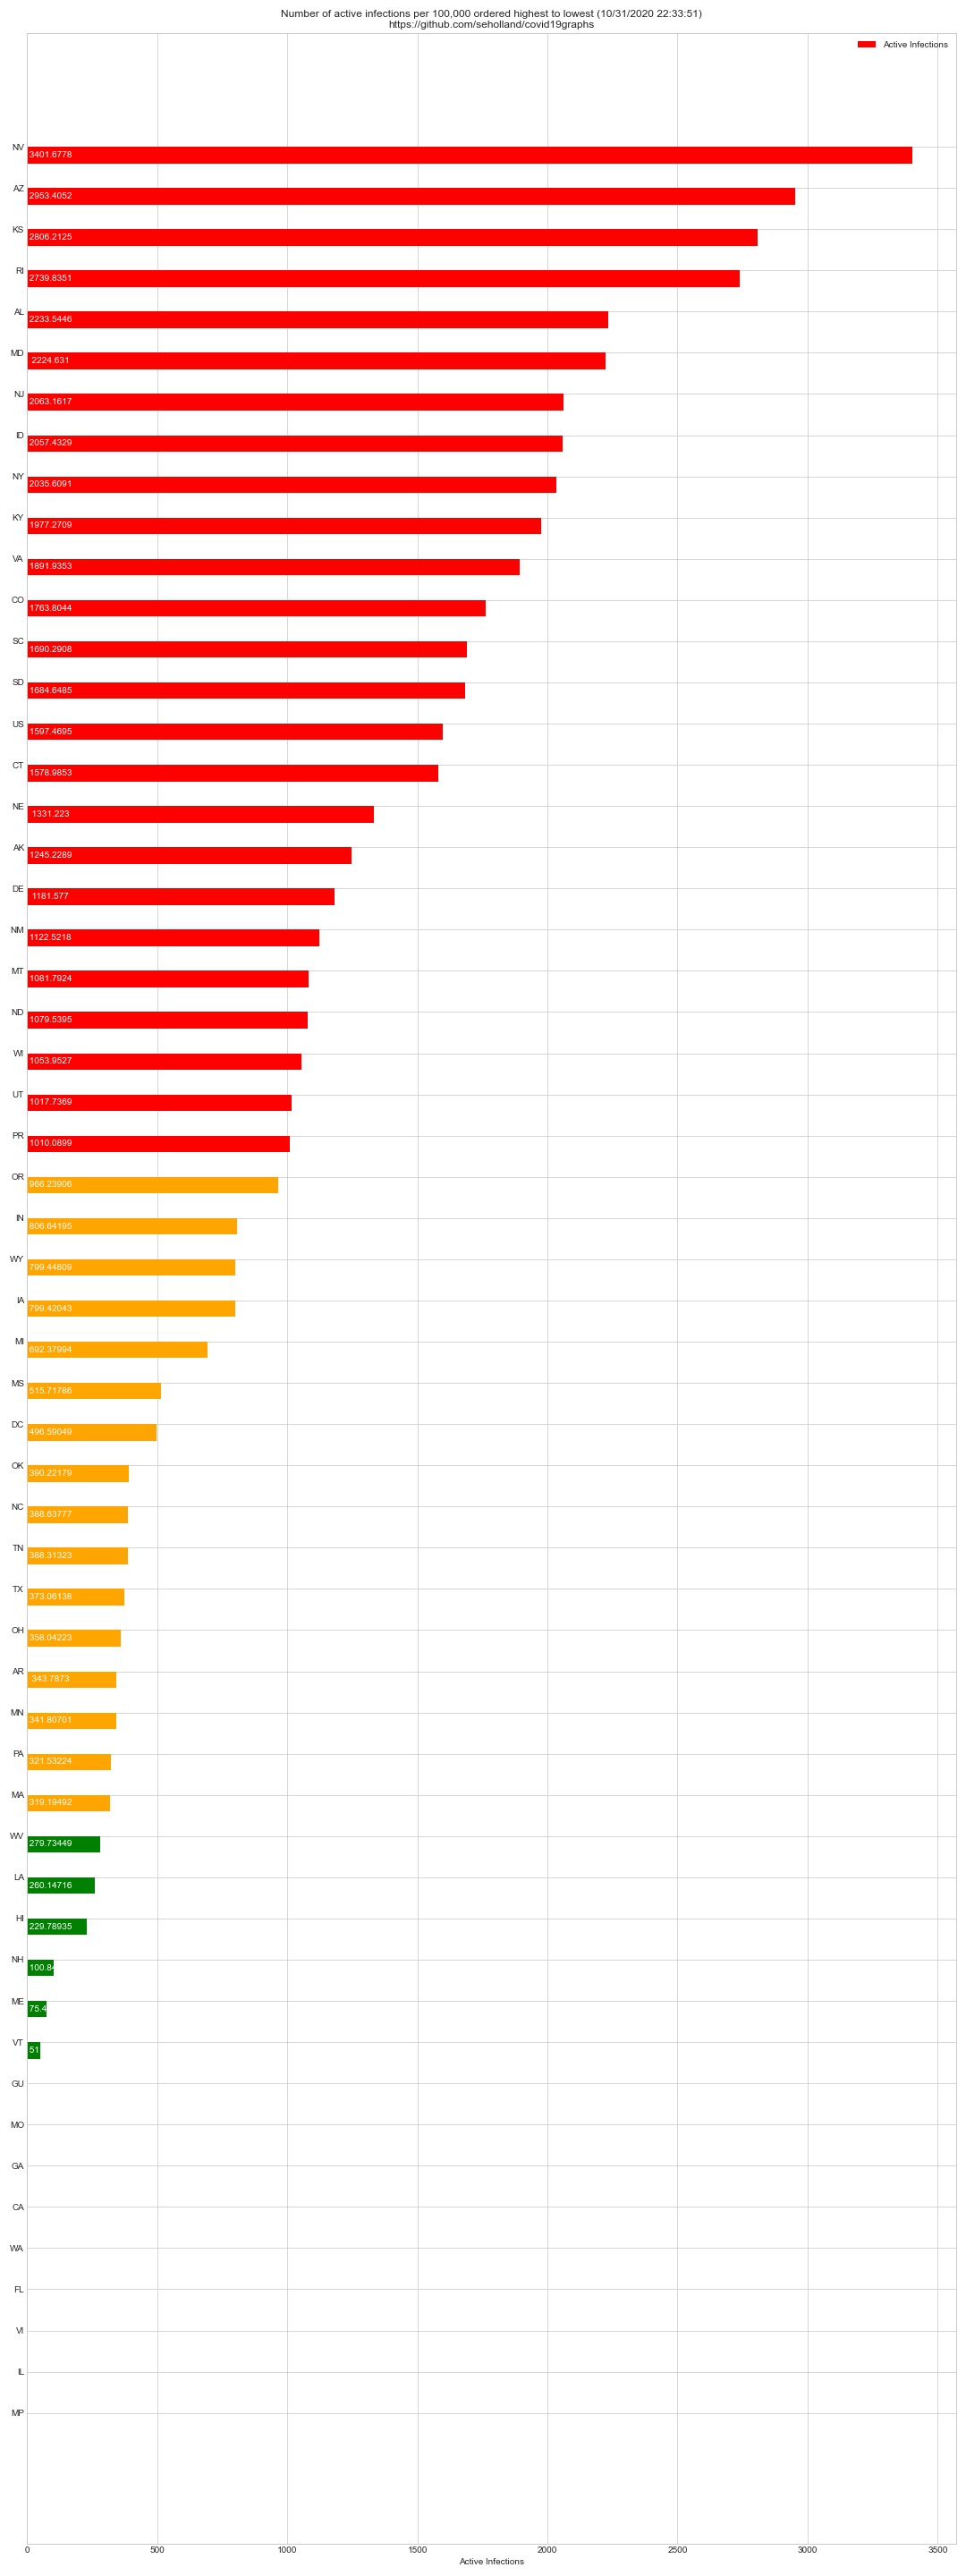 Number of active infections per 100,000 ordered highest to lowest (10/31/2020 22:33:51)
https://github.com/seholland/covid19graphs
Active Infections
NV 3401.6778
AZ 2953.4052
KS 2806.2125
RI 2739.8351
AL 2233.5446
MD 2224.631
NJ 2063.1617
ID 2057.4329
NY 2035.6091
KY 1977.2709
VA 1891.9353
CO 1763.8044
SC 1690.2908
SD 1684.6485
US 1597.4695
CT 1578.9853
NE 1331.223
AK 1245.2289
DE 1181.577
NM 1122.5218
MT 1081.7924
ND 1079.5395
WI 1053.9527
UT 1017.7369
PR 1010.0899
OR 966.23906
IN 806.64195
WY 799.44809
IA 799.42043
MI 692.37994
MS 515.71786
DC 496.59049
OK 390.22179
NC 388.63777
TN 388.31323
TX 373.06138
OH 358.04223
AR 343.7873
MN 341.80701
PA 321.53224
MA 319.19492
WV 279.73449
LA 260.14716
HI 229.78935
NH 100.84
ME 75.4
VT 51
GU
MO
GA
CA
WA
FL
VI
IL
MP
0 500 1000 1500 2000 2500 3000 3500
Active Infections